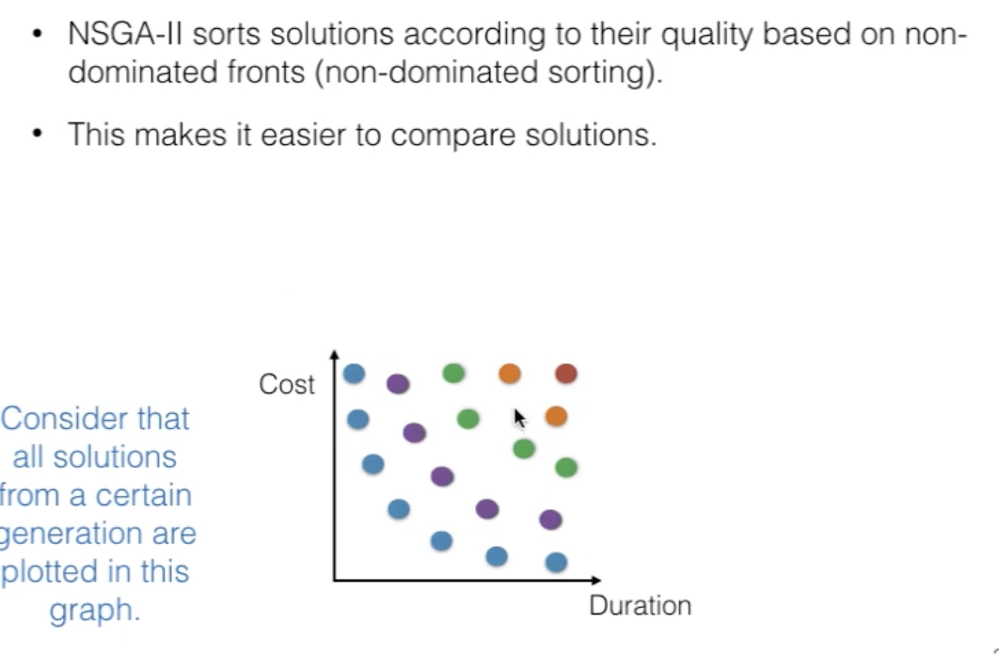 • NSGA-II sorts solutions according to their quality based on non-
dominated fronts (non-dominated sorting).
• This makes it easier to compare solutions.
Cost
Consider that
all solutions
from a certain
generation are
plotted in this
graph.
Duration